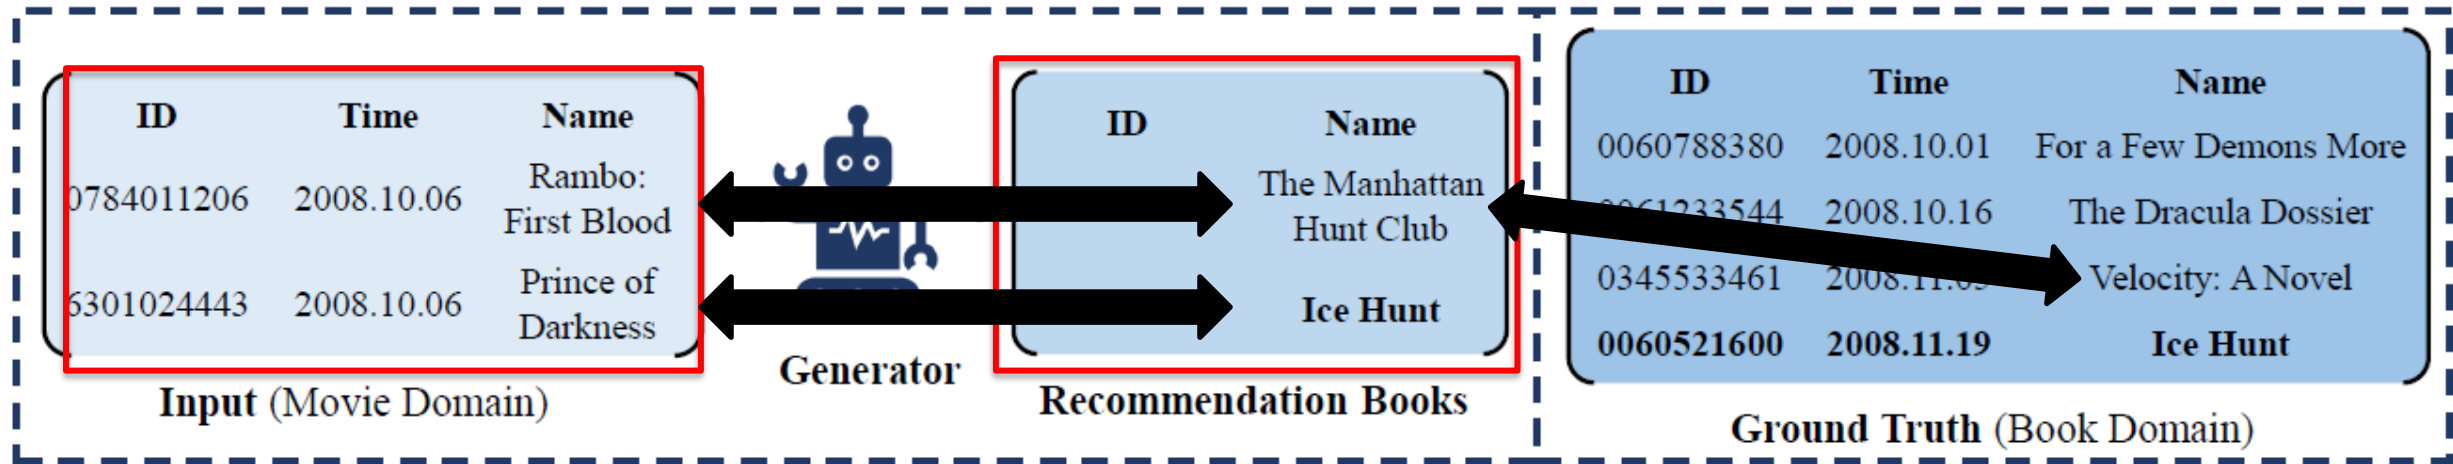 ID Time Name
0784011206 2008.10.06 Rambo:
First Blood
6301024443 2008.10.06 Prince of
Darkness
Input (Movie Domain)
Generator
ID Name
The Manhattan
Hunt Club
Ice Hunt
Recommendation Books
ID Time Name
0060788380 2008.10.01 For a Few Demons More
2008.10.16 The Dracula Dossier
0345533461 Velocity: A Novel
0060521600 2008.11.19 Ice Hunt
Ground Truth (Book Domain)